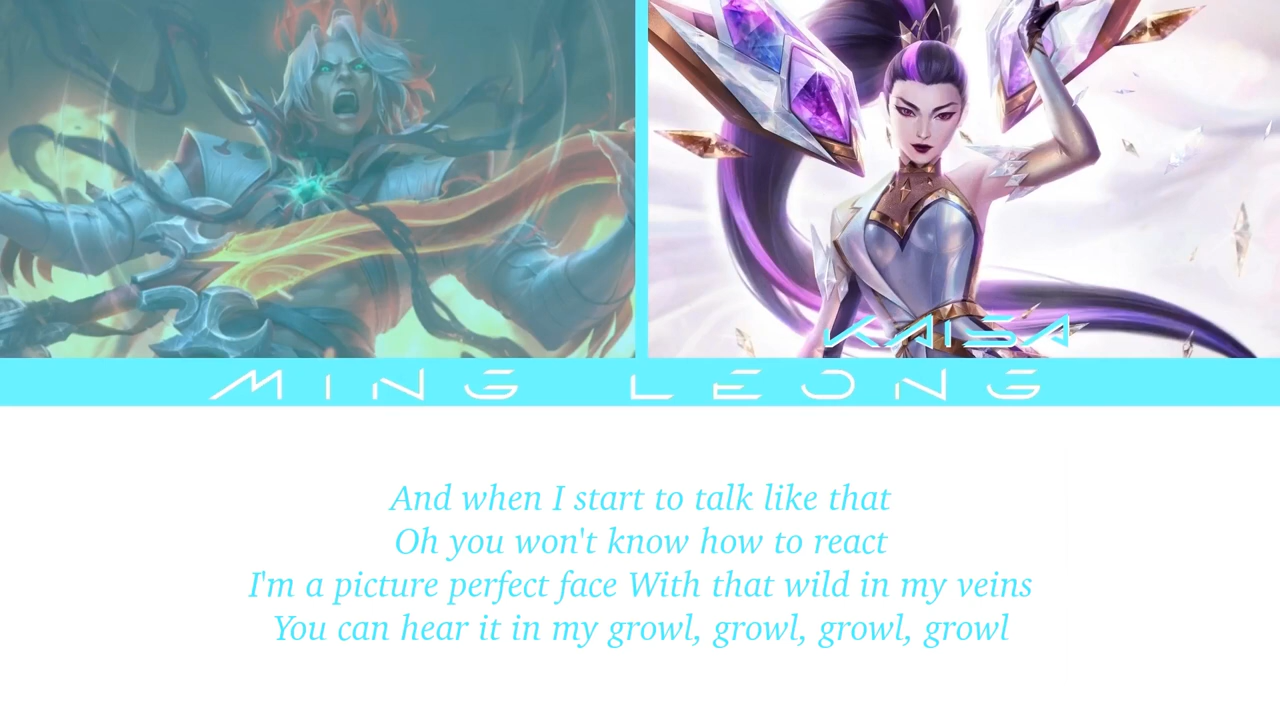 KAISA
MING LEONG
And when I start to talk like that
Oh you won't know how to react
I'm a picture perfect face With that wild in my veins
You can hear it in my growl, growl, growl, growl